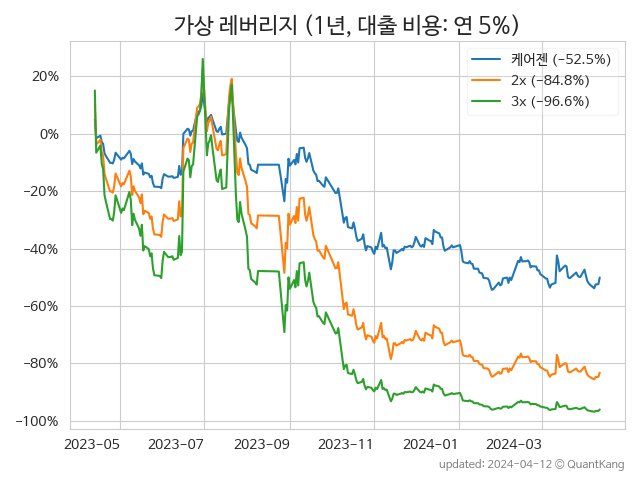 가상 레버리지 (1년, 대출 비용: 연 5%)
케어젠 (−52.5%)
2x (−84.8%)
3x (−96.6%)
20%
0%
−20%
−40%
−60%
−80%
−100%
2023-05 2023-07 2023-09 2023-11 2024-01 2024-03
updated: 2024-04-12 © QuantKang